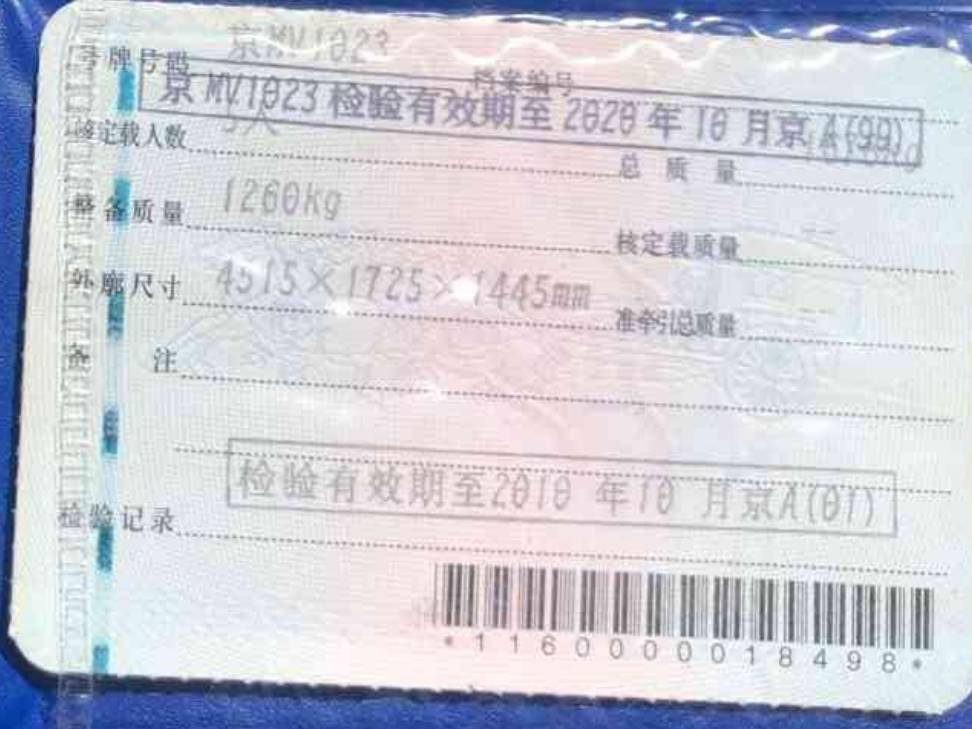 号牌号码 京MV1023 档案编号
京MV1023 检验有效期至2020年10月京A(90)
核定载人数 5人 总质量
整备质量 1260kg 核定载质量 --
外廓尺寸 4515×1725×1445mm 准牵引总质量 --
备注
检验有效期至2010年10月京A(01)
检验记录
*1160000018498*